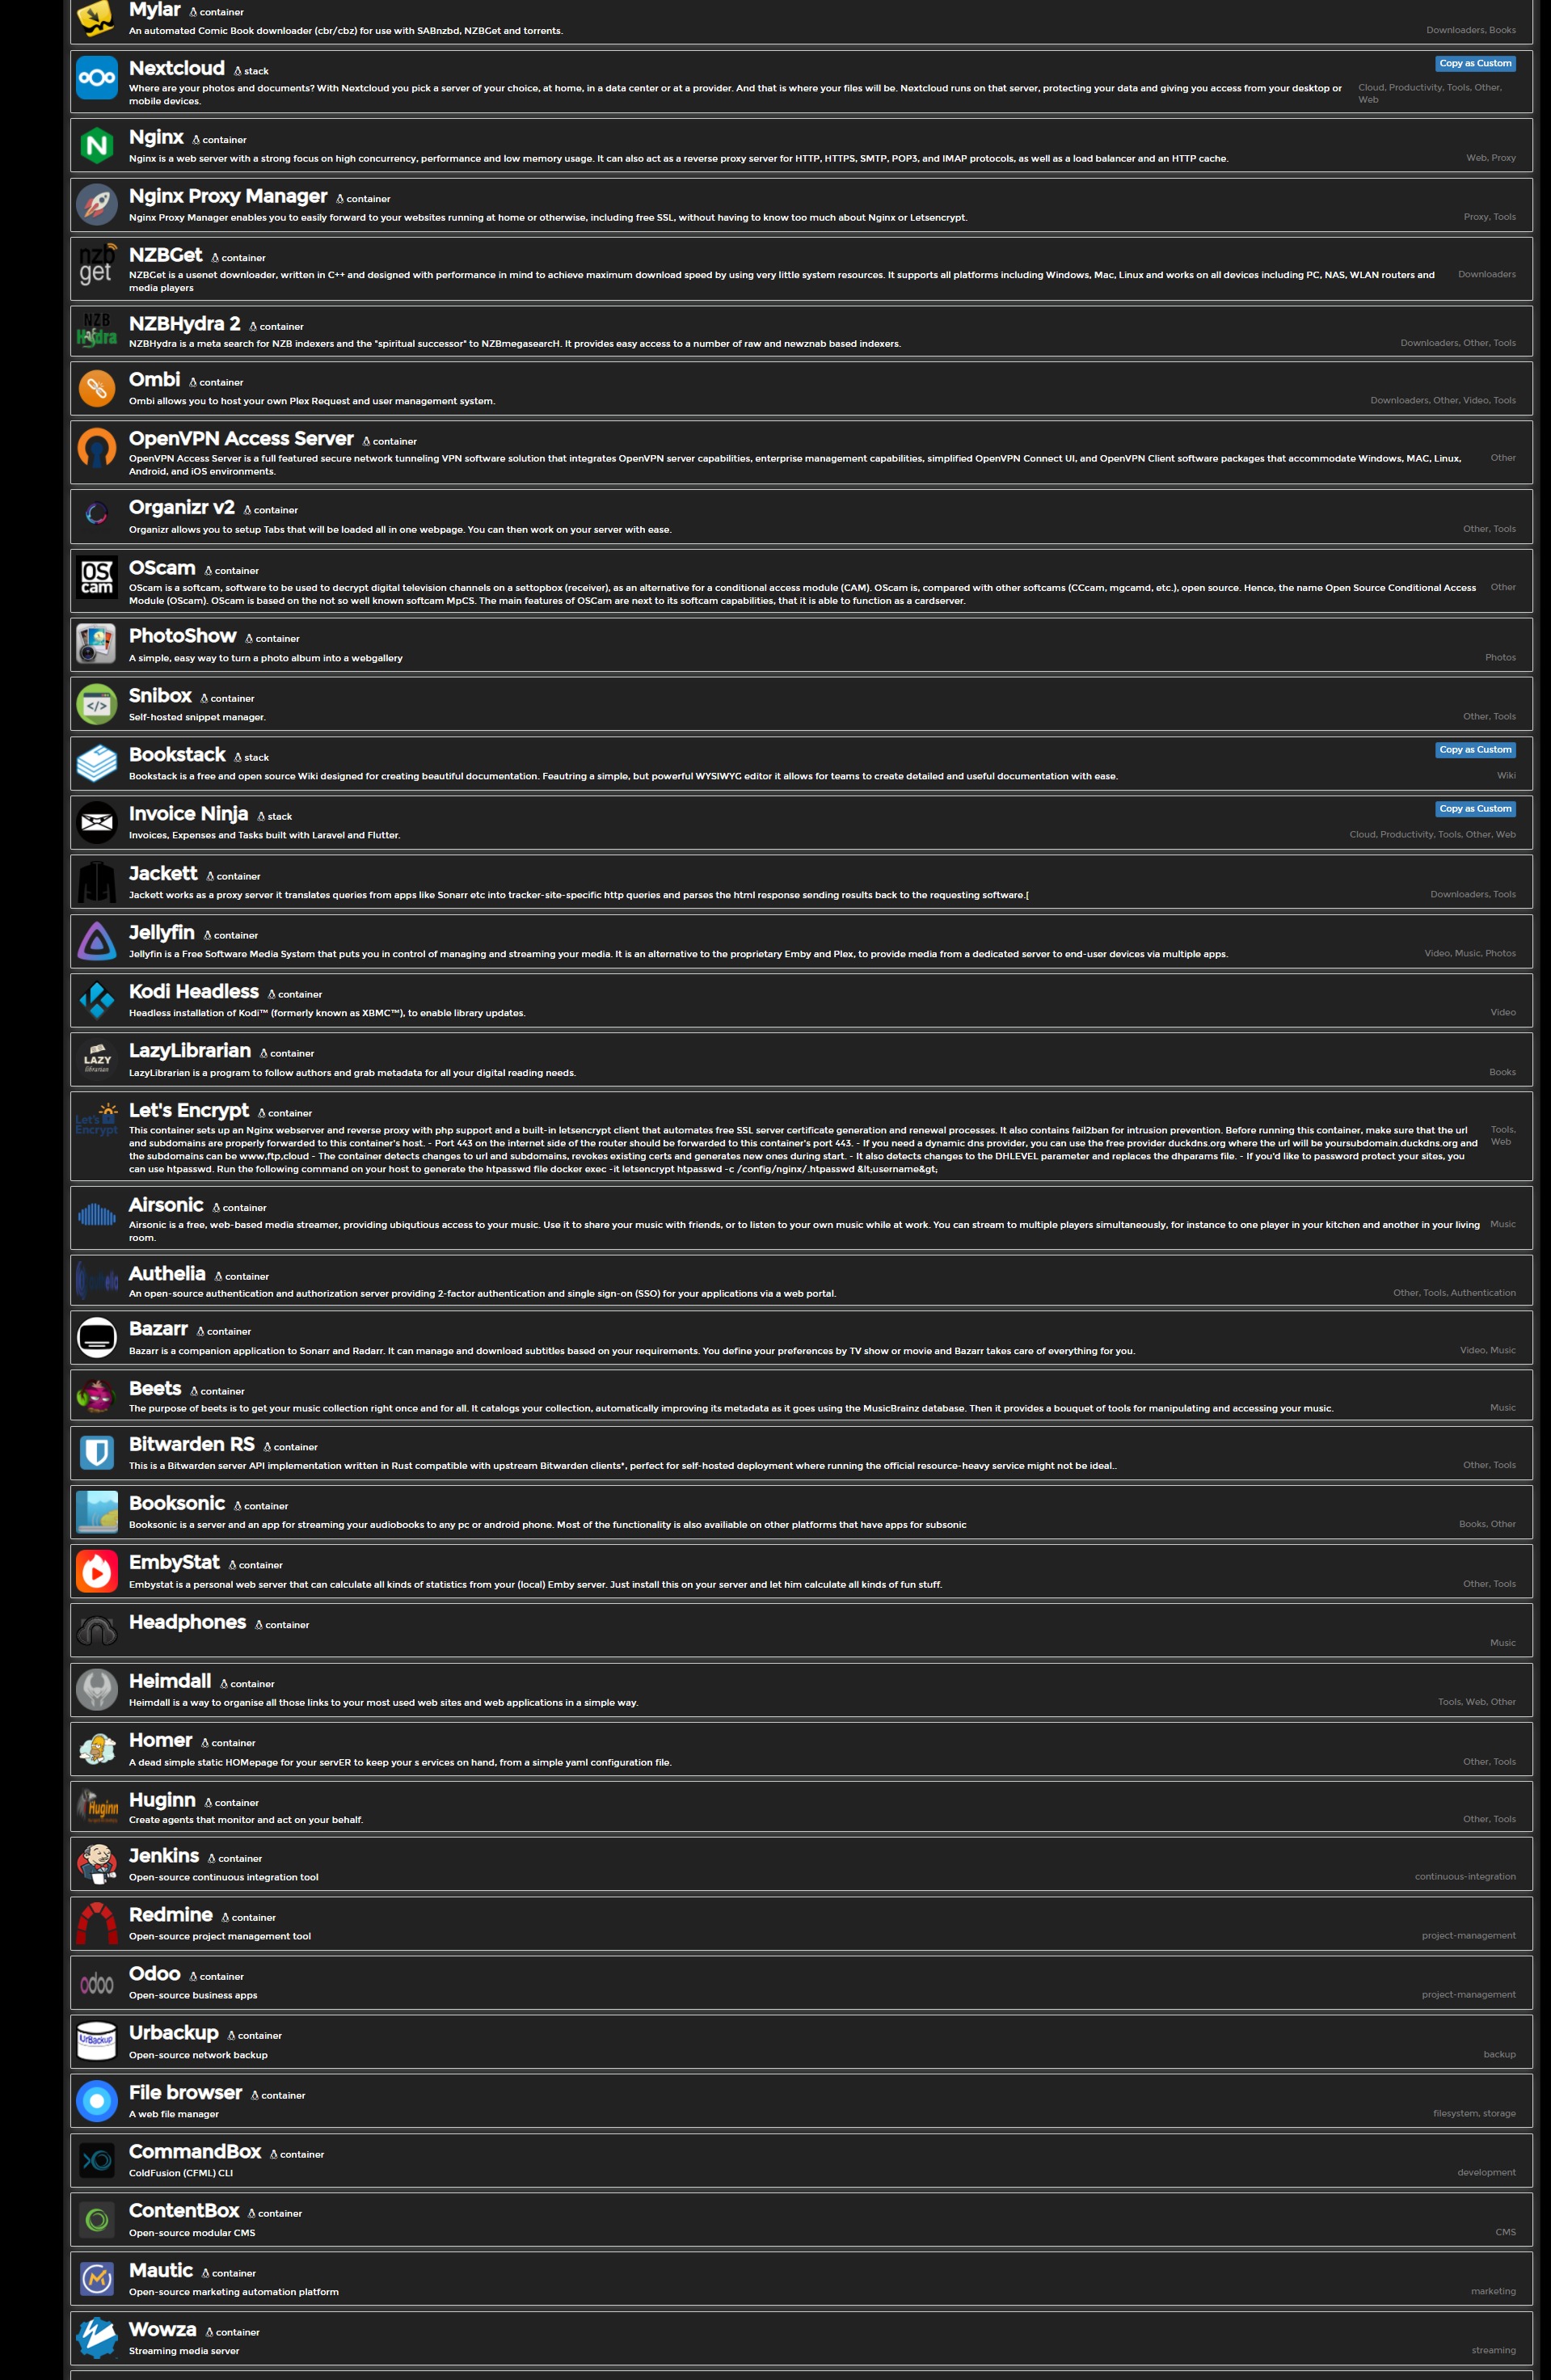 Mylar container
An automated Comic Book downloader (cbr/cbz) for use with SABnzbd, NZBGet and torrents.
Downloaders, Books
Nextcloud stack
Copy as Custom
Where are your photos and documents? With Nextcloud you pick a server of your choice, at home, in a data center or at a provider. And that is where your files will be. Nextcloud runs on that server, protecting your data and giving you access from your desktop or
mobile devices.
Cloud, Productivity, Tools, Other,
Web
Nginx container
Nginx is a web server with a strong focus on high concurrency, performance and low memory usage. It can also act as a reverse proxy server for HTTP, HTTPS, SMTP, POP3, and IMAP protocols, as well as a load balancer and an HTTP cache.
Web, Proxy
Nginx Proxy Manager container
Nginx Proxy Manager enables you to easily forward to your websites running at home or otherwise, including free SSL, without having to know too much about Nginx or Letsencrypt.
Proxy, Tools
nzb
get
NZBGet container
NZBGet is a usenet downloader, written in C++ and designed with performance in mind to achieve maximum download speed by using very little system resources. It supports all platforms including Windows, Mac, Linux and works on all devices including PC, NAS, WLAN routers and
media players
Downloaders
NZB
Hydra
NZBHydra 2 container
NZBHydra is a meta search for NZB indexers and the "spiritual successor" to NZBmegasearcH. It provides easy access to a number of raw and newznab based indexers.
Downloaders, Other, Tools
Ombi container
Ombi allows you to host your own Plex Request and user management system.
Downloaders, Other, Video, Tools
OpenVPN Access Server container
OpenVPN Access Server is a full featured secure network tunneling VPN software solution that integrates OpenVPN server capabilities, enterprise management capabilities, simplified OpenVPN Connect UI, and OpenVPN Client software packages that accommodate Windows, MAC, Linux,
Android, and iOS environments.
Other
Organizr v2 container
Organizr allows you to setup Tabs that will be loaded all in one webpage. You can then work on your server with ease.
Other, Tools
OS
cam
OScam container
OScam is a softcam, software to be used to decrypt digital television channels on a settopbox (receiver), as an alternative for a conditional access module (CAM). OScam is, compared with other softcams (CCcam, mgcamd, etc.), open source. Hence, the name Open Source Conditional Access
Module (OScam). OScam is based on the not so well known softcam MpCS. The main features of OSCam are next to its softcam capabilities, that it is able to function as a cardserver.
Other
PhotoShow container
A simple, easy way to turn a photo album into a webgallery
Photos
Snibox container
Self-hosted snippet manager.
Other, Tools
Bookstack stack
Copy as Custom
Bookstack is a free and open source Wiki designed for creating beautiful documentation. Feautring a simple, but powerful WYSIWYG editor it allows for teams to create detailed and useful documentation with ease.
Wiki
Invoice Ninja stack
Copy as Custom
Invoices, Expenses and Tasks built with Laravel and Flutter.
Cloud, Productivity, Tools, Other, Web
Jackett container
Jackett works as a proxy server it translates queries from apps like Sonarr etc into tracker-site-specific http queries and parses the html response sending results back to the requesting software.[
Downloaders, Tools
Jellyfin container
Jellyfin is a Free Software Media System that puts you in control of managing and streaming your media. It is an alternative to the proprietary Emby and Plex, to provide media from a dedicated server to end-user devices via multiple apps.
Video, Music, Photos
Kodi Headless container
Headless installation of Kodi™ (formerly known as XBMC™), to enable library updates.
Video
LAZY
librarian
LazyLibrarian container
LazyLibrarian is a program to follow authors and grab metadata for all your digital reading needs.
Books
Let's
Encrypt
Let's Encrypt container
This container sets up an Nginx webserver and reverse proxy with php support and a built-in letsencrypt client that automates free SSL server certificate generation and renewal processes. It also contains fail2ban for intrusion prevention. Before running this container, make sure that the url
and subdomains are properly forwarded to this container's host. - Port 443 on the internet side of the router should be forwarded to this container's port 443. - If you need a dynamic dns provider, you can use the free provider duckdns.org where the url will be yoursubdomain.duckdns.org and
the subdomains can be www,ftp,cloud - The container detects changes to url and subdomains, revokes existing certs and generates new ones during start. - It also detects changes to the DHLEVEL parameter and replaces the dhparams file. - If you'd like to password protect your sites, you
can use htpasswd. Run the following command on your host to generate the htpasswd file docker exec -it letsencrypt htpasswd -c /config/nginx/.htpasswd &lt;username&gt;
Tools,
Web
Airsonic container
Airsonic is a free, web-based media streamer, providing ubiqutious access to your music. Use it to share your music with friends, or to listen to your own music while at work. You can stream to multiple players simultaneously, for instance to one player in your kitchen and another in your living
room.
Music
Authelia container
An open-source authentication and authorization server providing 2-factor authentication and single sign-on (SSO) for your applications via a web portal.
Other, Tools, Authentication
Bazarr container
Bazarr is a companion application to Sonarr and Radarr. It can manage and download subtitles based on your requirements. You define your preferences by TV show or movie and Bazarr takes care of everything for you.
Video, Music
Beets container
The purpose of beets is to get your music collection right once and for all. It catalogs your collection, automatically improving its metadata as it goes using the MusicBrainz database. Then it provides a bouquet of tools for manipulating and accessing your music.
Music
Bitwarden RS container
This is a Bitwarden server API implementation written in Rust compatible with upstream Bitwarden clients*, perfect for self-hosted deployment where running the official resource-heavy service might not be ideal..
Other, Tools
Booksonic container
Booksonic is a server and an app for streaming your audiobooks to any pc or android phone. Most of the functionality is also availiable on other platforms that have apps for subsonic
Books, Other
EmbyStat container
Embystat is a personal web server that can calculate all kinds of statistics from your (local) Emby server. Just install this on your server and let him calculate all kinds of fun stuff.
Other, Tools
Headphones container
Music
Heimdall container
Heimdall is a way to organise all those links to your most used web sites and web applications in a simple way.
Tools, Web, Other
Homer container
A dead simple static HOMepage for your servER to keep your s ervices on hand, from a simple yaml configuration file.
Other, Tools
Huginn
Huginn container
Create agents that monitor and act on your behalf.
Other, Tools
Jenkins container
Open-source continuous integration tool
continuous-integration
Redmine container
Open-source project management tool
project-management
odoo
Odoo container
Open-source business apps
project-management
UrBackup
Urbackup container
Open-source network backup
backup
File browser container
A web file manager
filesystem, storage
CommandBox container
ColdFusion (CFML) CLI
development
ContentBox container
Open-source modular CMS
CMS
Mautic container
Open-source marketing automation platform
marketing
Wowza container
Streaming media server
streaming